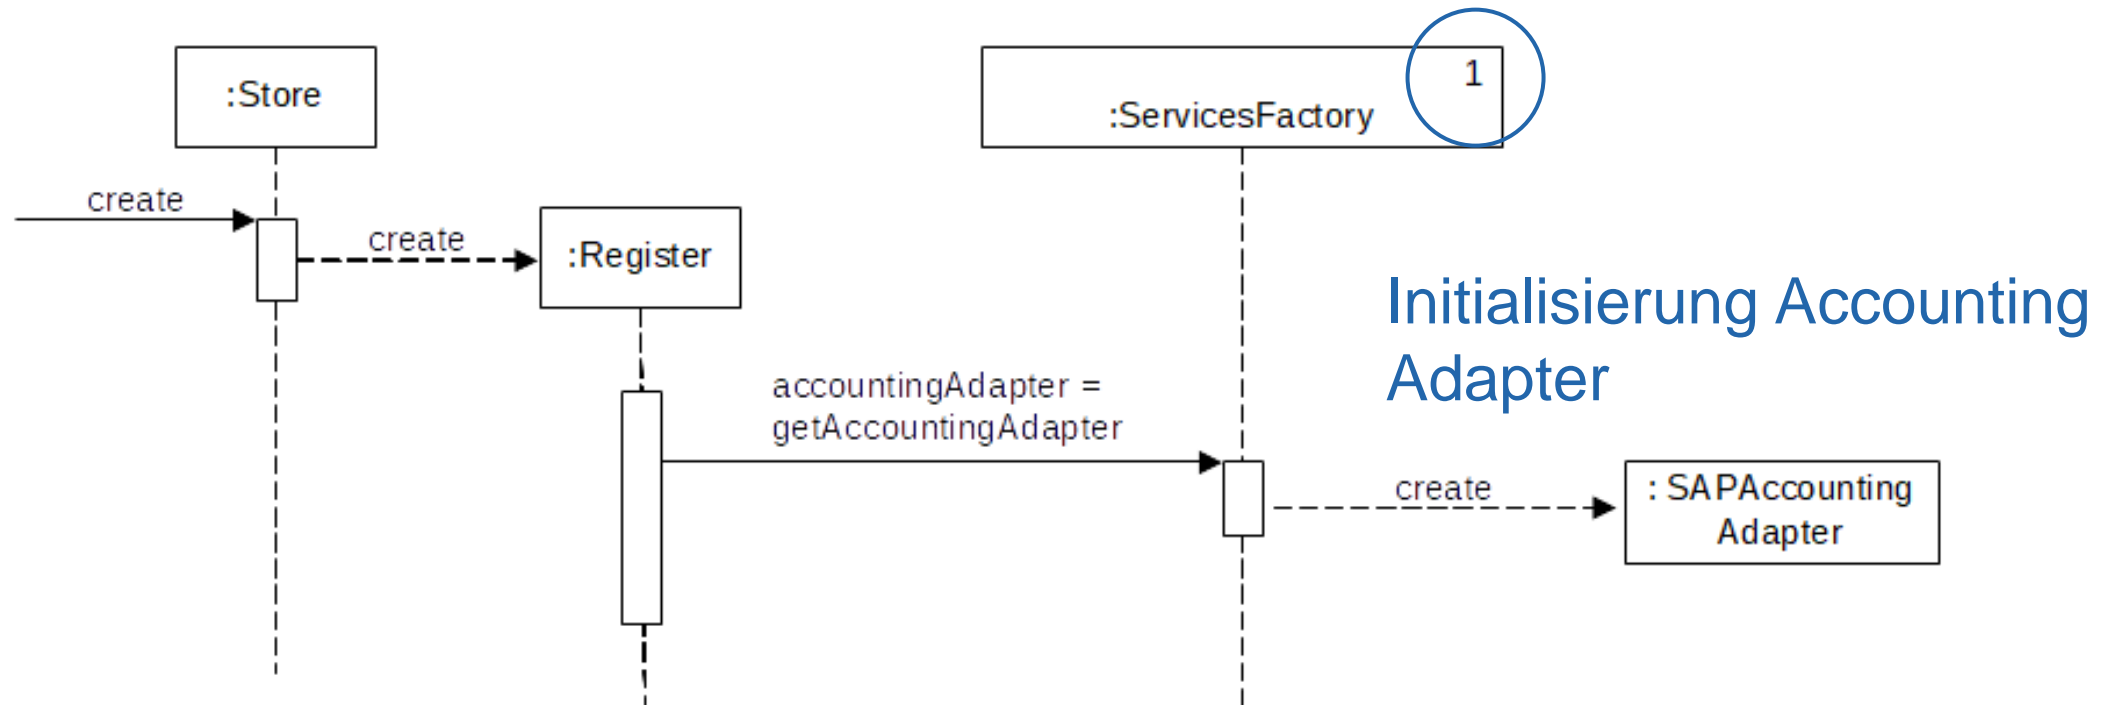 :Store
1
:ServicesFactory
create
create
:Register
Initialisierung Accounting
Adapter
accountingAdapter =
getAccountingAdapter
create
: SAPAccounting
Adapter